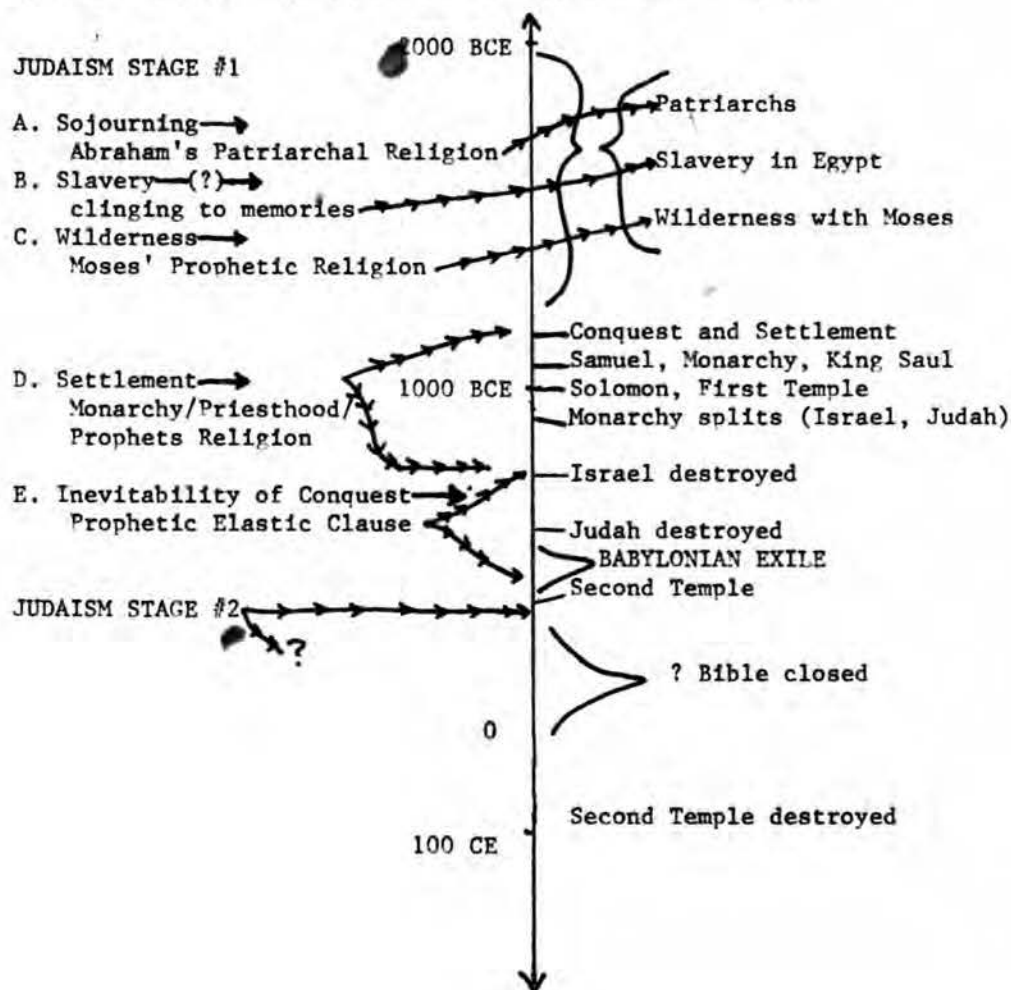 2000 BCE
JUDAISM STAGE #1
A. Sojourning
Abraham's Patriarchal Religion
B. Slavery (?)
clinging to memories
C. Wilderness
Moses' Prophetic Religion
Patriarchs
Slavery in Egypt
Wilderness with Moses
D. Settlement
Monarchy/Priesthood/
Prophets Religion
Conquest and Settlement
Samuel, Monarchy, King Saul
1000 BCE
Solomon, First Temple
Monarchy splits (Israel, Judah)
E. Inevitability of Conquest
Prophetic Elastic Clause
Israel destroyed
Judah destroyed
BABYLONIAN EXILE
Second Temple
JUDAISM STAGE #2
?
? Bible closed
0
Second Temple destroyed
100 CE